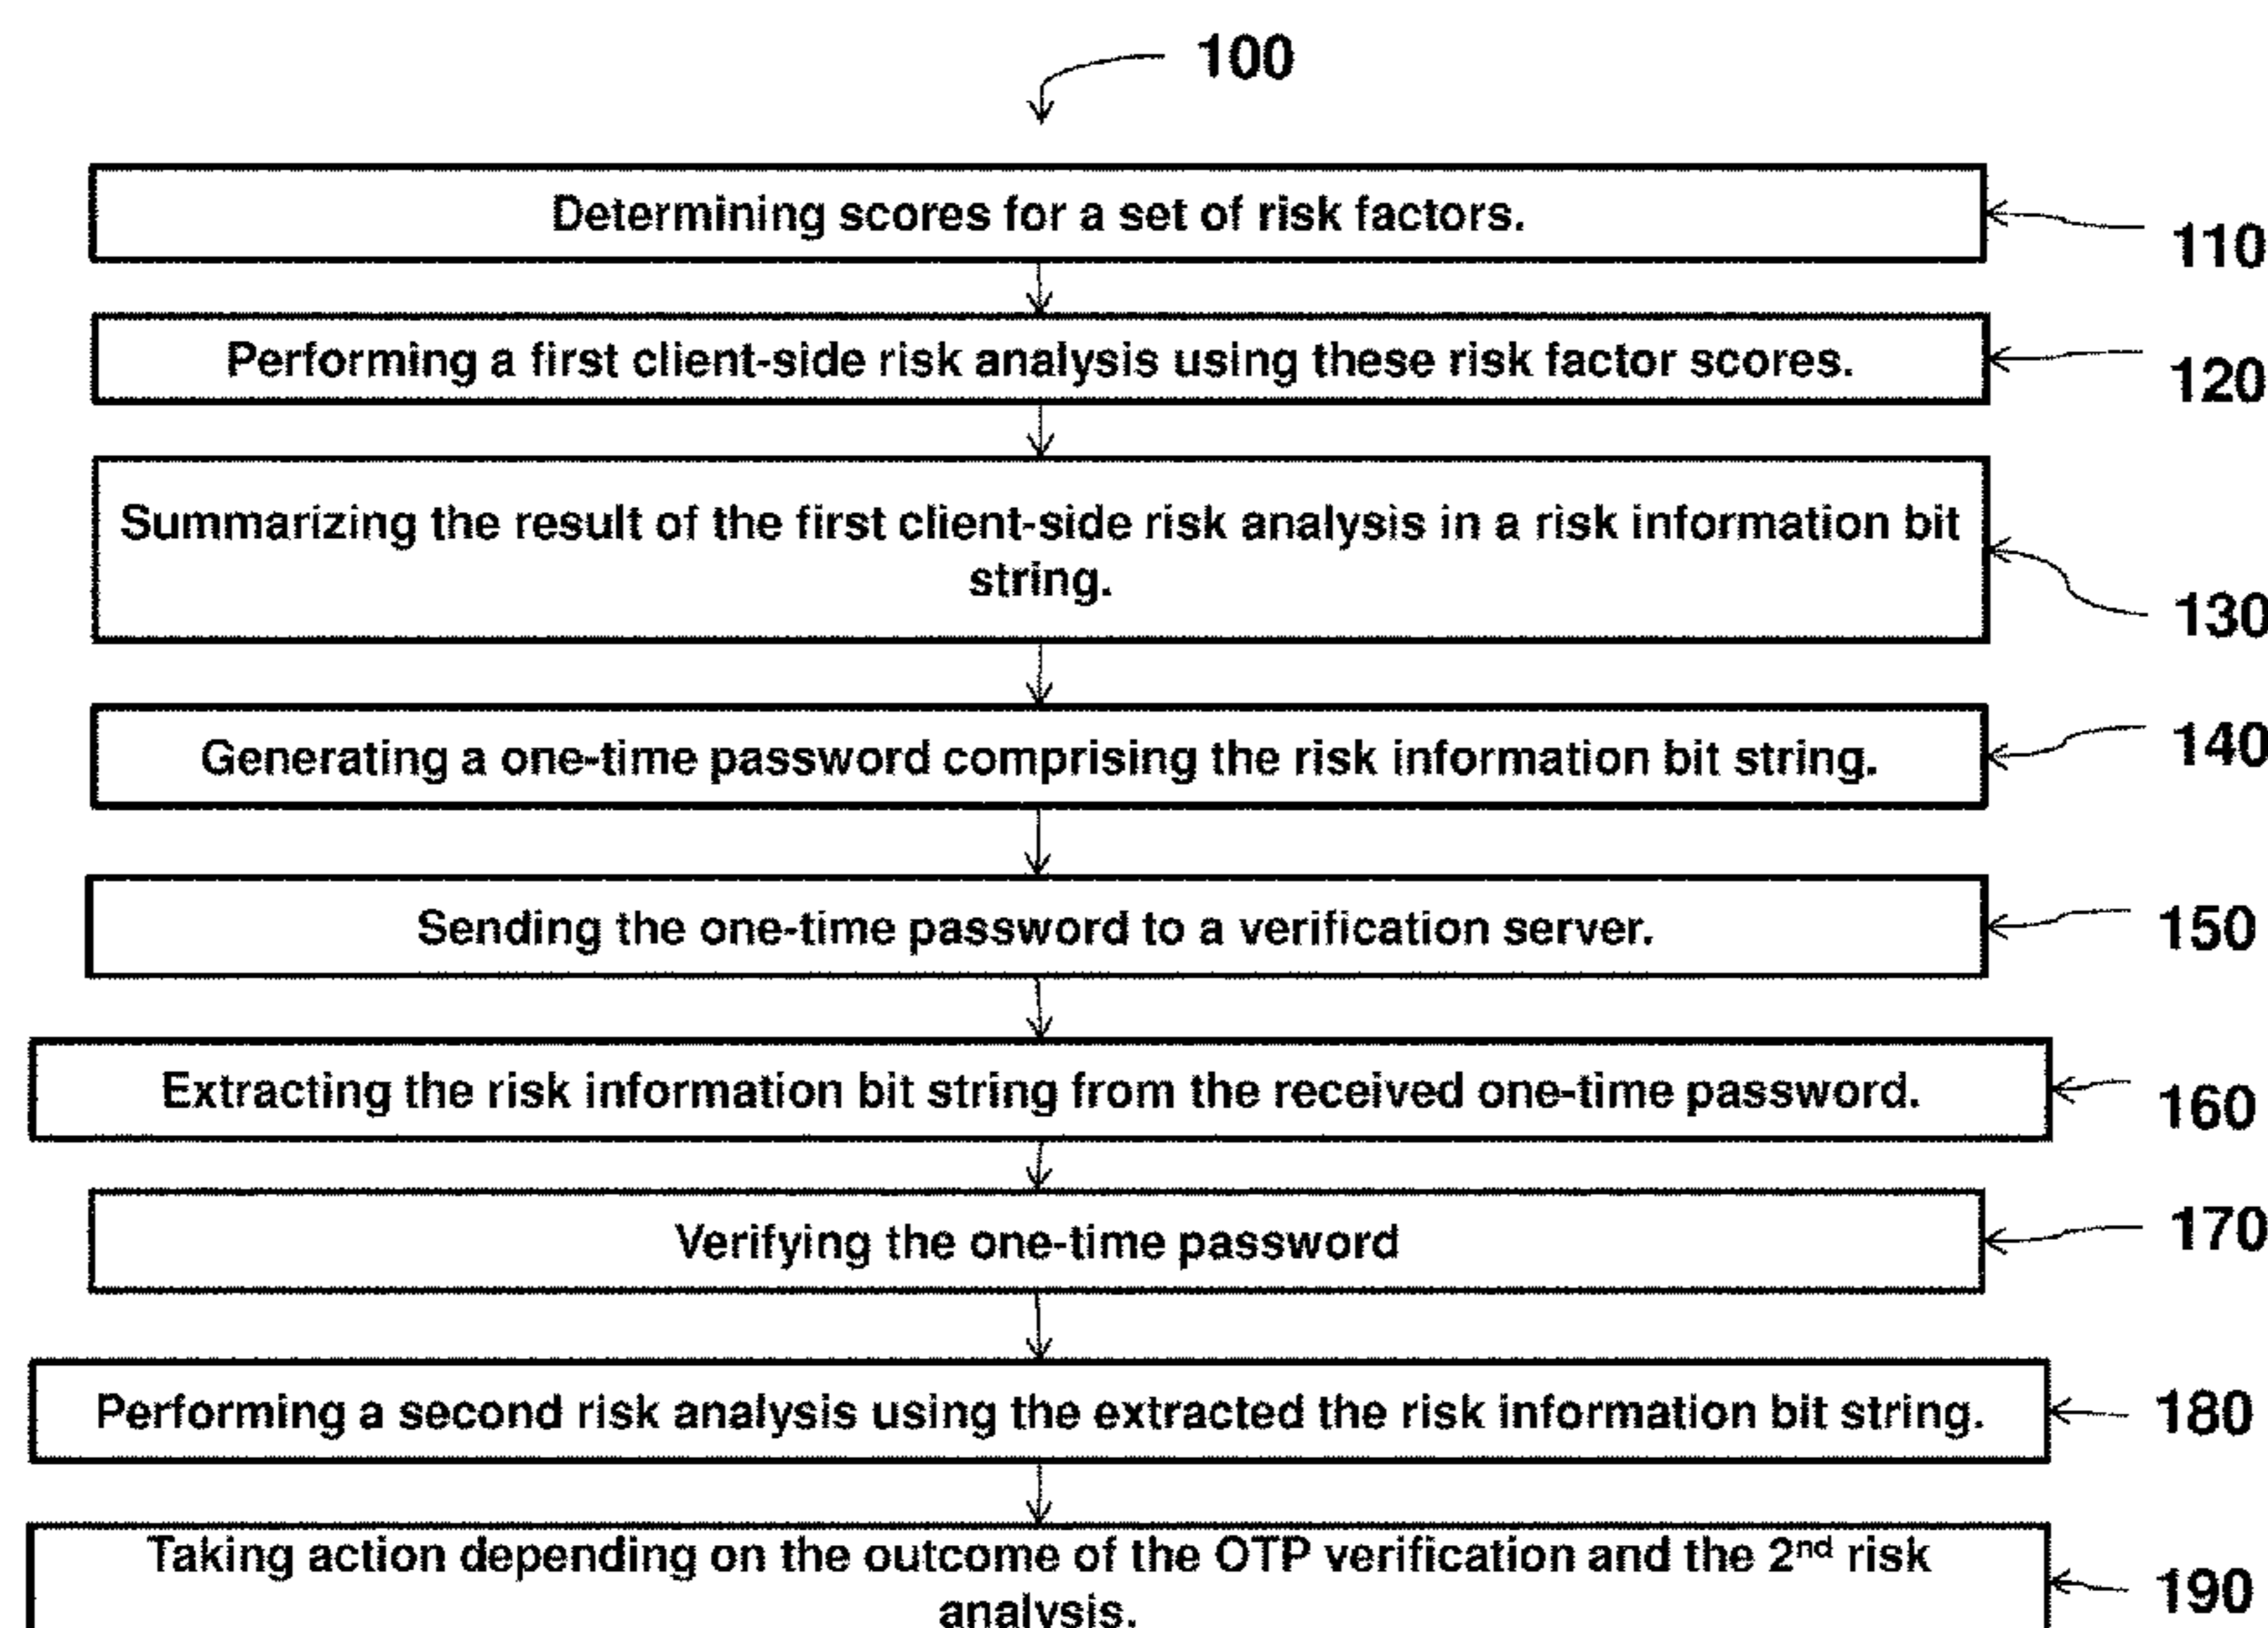 100
Determining scores for a set of risk factors.
110
Performing a first client-side risk analysis using these risk factor scores.
120
Summarizing the result of the first client-side risk analysis in a risk information bit
string.
130
Generating a one-time password comprising the risk information bit string.
140
Sending the one-time password to a verification server.
150
Extracting the risk information bit string from the received one-time password.
160
Verifying the one-time password
170
Performing a second risk analysis using the extracted the risk information bit string.
180
Taking action depending on the outcome of the OTP verification and the 2nd risk
analysis.
190